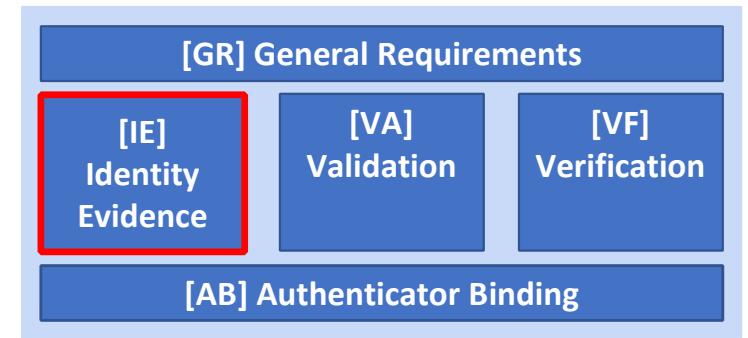 [GR] General Requirements
[IE]
Identity
Evidence
[VA]
Validation
[VF]
Verification
[AB] Authenticator Binding